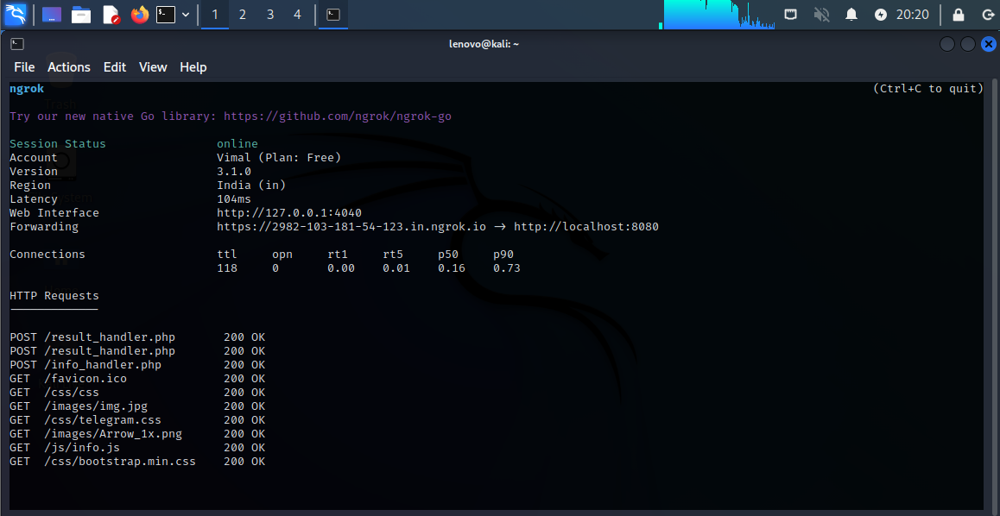 1 2 3 4 20:20
lenovo@kali: ~
File Actions Edit View Help
ngrok (Ctrl+C to quit)
Try our new native Go library: https://github.com/ngrok/ngrok-go
Session Status online
Account Vimal (Plan: Free)
Version 3.1.0
Region India (in)
Latency 104ms
Web Interface http://127.0.0.1:4040
Forwarding https://2982-103-181-54-123.in.ngrok.io → http://localhost:8080
Connections ttl opn rt1 rt5 p50 p90
118 0 0.00 0.01 0.16 0.73
HTTP Requests
POST /result_handler.php 200 OK
POST /result_handler.php 200 OK
POST /info_handler.php 200 OK
GET /favicon.ico 200 OK
GET /css/css 200 OK
GET /images/img.jpg 200 OK
GET /css/telegram.css 200 OK
GET /images/Arrow_1x.png 200 OK
GET /js/info.js 200 OK
GET /css/bootstrap.min.css 200 OK